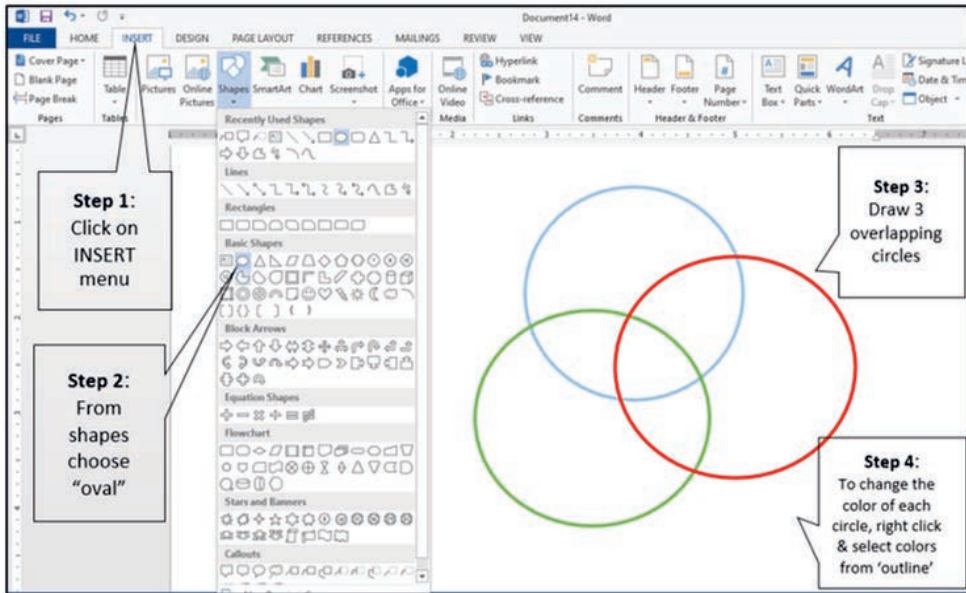 Document14 - Word
FILE HOME INSERT DESIGN PAGE LAYOUT REFERENCES MAILINGS REVIEW VIEW
Cover Page
Blank Page
Page Break
Pages
Table
Tables
Pictures
Online
Pictures
Shapes
SmartArt
Chart
Screenshot
Apps for
Office
Online
Video
Media
Hyperlink
Bookmark
Cross-reference
Links
Comment
Comments
Header
Footer
Page
Number
Header & Footer
Text
Box
Quick
Parts
WordArt
Drop
Cap
Signature L
Date & Tim
Object
Text
Recently Used Shapes
Lines
Rectangles
Basic Shapes
Block Arrows
Equation Shapes
Flowchart
Stars and Banners
Callouts
Step 1:
Click on
INSERT
menu
Step 2:
From
shapes
choose
“oval”
Step 3:
Draw 3
overlapping
circles
Step 4:
To change the
color of each
circle, right click
& select colors
from ‘outline’